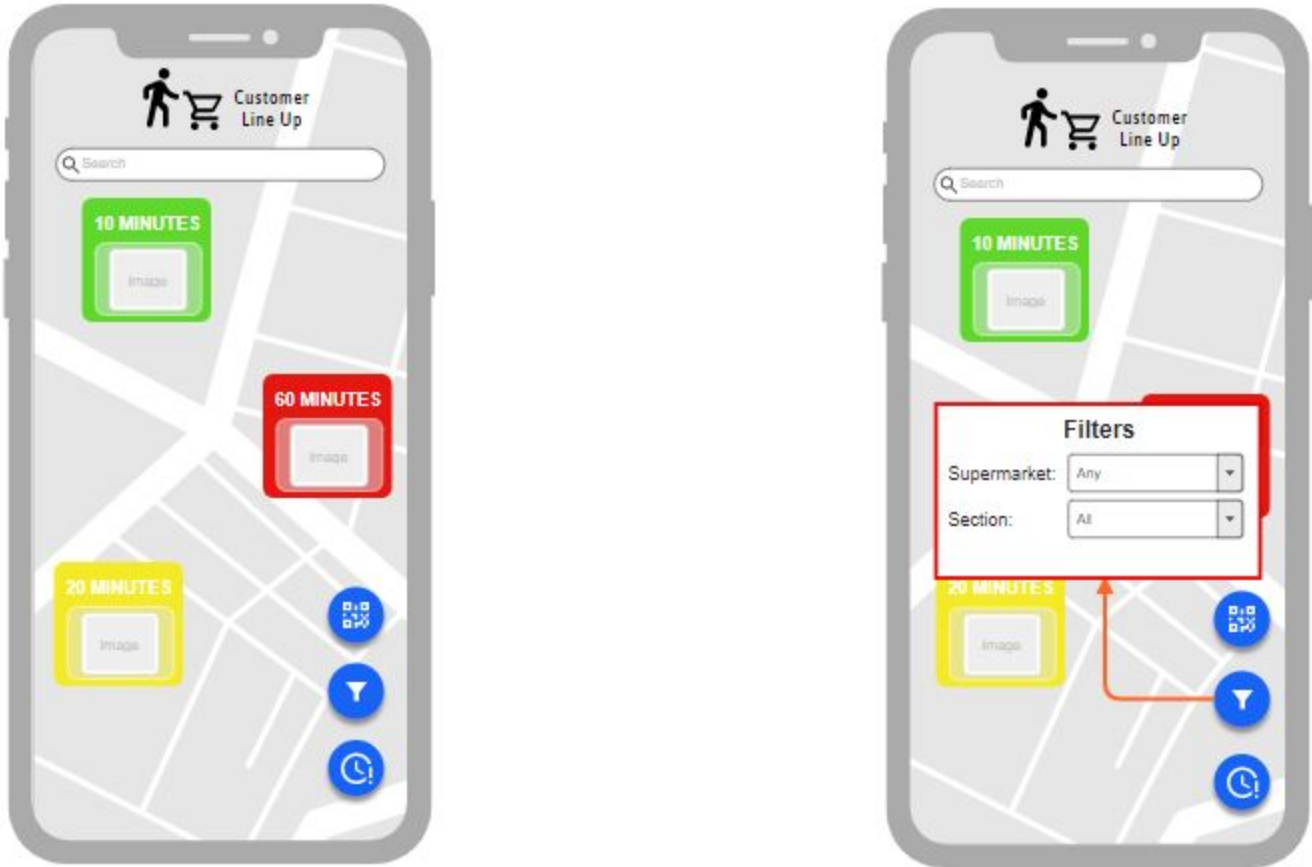 Customer
Line Up
Search
10 MINUTES
Image
60 MINUTES
Image
20 MINUTES
Image
Customer
Line Up
Search
10 MINUTES
Image
Filters
Supermarket: Any
Section: All
20 MINUTES
Image